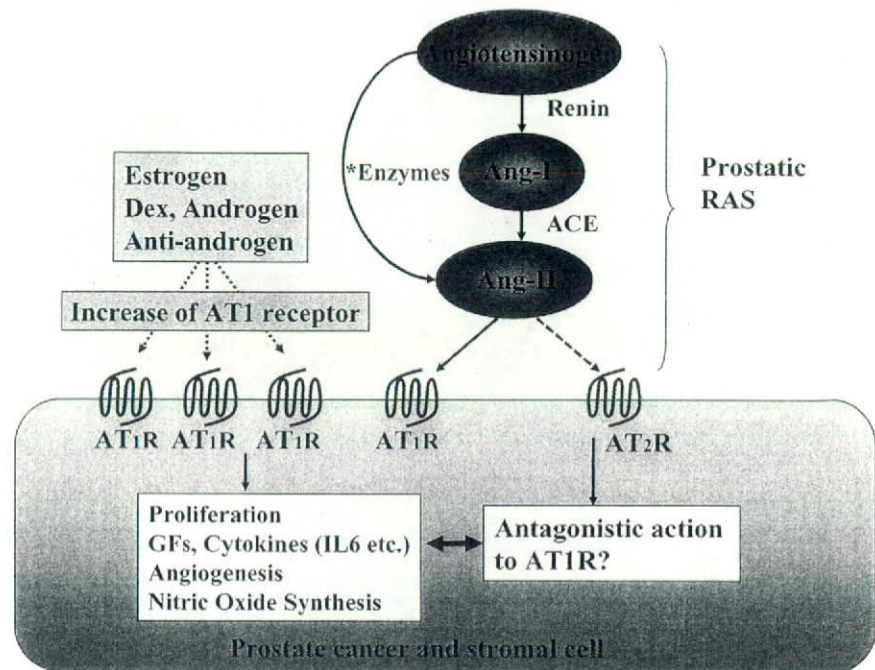 Angiotensinogen
Renin
*Enzymes
Ang-I
ACE
Ang-II
Prostatic
RAS
Estrogen
Dex, Androgen
Anti-androgen
Increase of AT1 receptor
AT1R AT1R AT1R AT1R AT2R
Proliferation
GFs, Cytokines (IL6 etc.)
Angiogenesis
Nitric Oxide Synthesis
Antagonistic action
to AT1R?
Prostate cancer and stromal cell